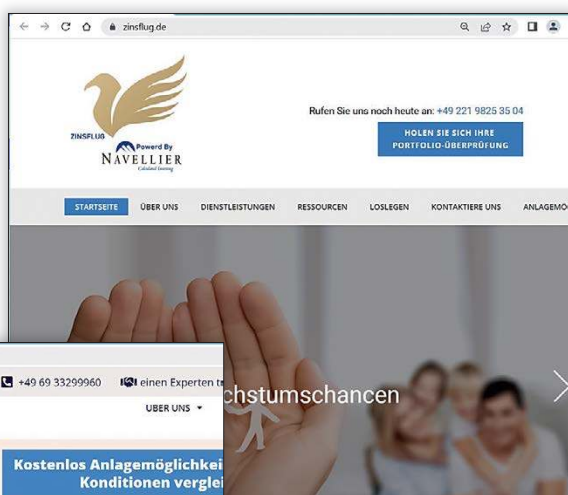 zinsflug.de
ZINSFLUG
Powerd By
NAVELLIER
Calculated Investing
Rufen Sie uns noch heute an: +49 221 9825 35 04
HOLEN SIE SICH IHRE
PORTFOLIO-ÜBERPRÜFUNG
STARTSEITE ÜBER UNS DIENSTLEISTUNGEN RESSOURCEN LOSLEGEN KONTAKTIERE UNS ANLAGEMÖ
chstumschancen
+49 69 33299960 einen Experten
UBER UNS
Kostenlos Anlagemöglichkei
Konditionen verglei